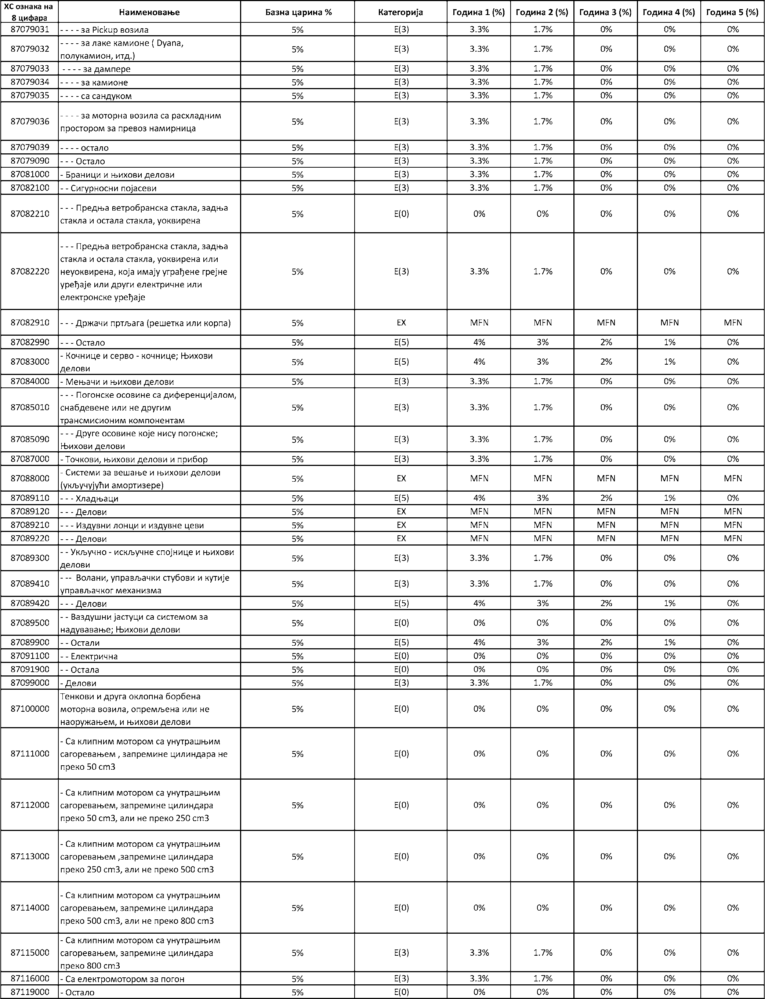 ХС ознака на 8 цифара Наименовање Базна царина % Категорија Година 1 (%) Година 2 (%) Година 3 (%) Година 4 (%) Година 5 (%)
87079031 - - - - за Pickup возила 5% E(3) 3.3% 1.7% 0% 0% 0%
87079032 - - - - за лаке камионе ( Dyana, полукамион, итд.) 5% E(3) 3.3% 1.7% 0% 0% 0%
87079033 - - - - за дампере 5% E(3) 3.3% 1.7% 0% 0% 0%
87079034 - - - - за камионе 5% E(3) 3.3% 1.7% 0% 0% 0%
87079035 - - - - са сандуком 5% E(3) 3.3% 1.7% 0% 0% 0%
87079036 - - - - за моторна возила са расхладним простором за превоз намирница 5% E(3) 3.3% 1.7% 0% 0% 0%
87079039 - - - - остало 5% E(3) 3.3% 1.7% 0% 0% 0%
87079090 - - - Остало 5% E(3) 3.3% 1.7% 0% 0% 0%
87081000 - Браници и њихови делови 5% E(3) 3.3% 1.7% 0% 0% 0%
87082100 - - Сигурносни појасеви 5% E(3) 3.3% 1.7% 0% 0% 0%
87082210 - - - Предња ветробранска стакла, задња стакла и остала стакла, уоквирена 5% E(0) 0% 0% 0% 0% 0%
87082220 - - - Предња ветробранска стакла, задња стакла и остала стакла, уоквирена или неуоквирена, која имају уграђене грејне уређаје или други електричне или електронске уређаје 5% E(3) 3.3% 1.7% 0% 0% 0%
87082910 - - - Држачи пртљага (решетка или корпа) 5% EX MFN MFN MFN MFN MFN
87082990 - - - Остало 5% E(5) 4% 3% 2% 1% 0%
87083000 - Кочнице и серво - кочнице; Њихови делови 5% E(5) 4% 3% 2% 1% 0%
87084000 - Мењачи и њихови делови 5% E(3) 3.3% 1.7% 0% 0% 0%
87085010 - - - Погонске осовине са диференцијалом, снабдевене или не другим трансмисионим компонентам 5% E(3) 3.3% 1.7% 0% 0% 0%
87085090 - - - Друге осовине које нису погонске; Њихови делови 5% E(3) 3.3% 1.7% 0% 0% 0%
87087000 - Точкови, њихови делови и прибор 5% E(3) 3.3% 1.7% 0% 0% 0%
87088000 - Системи за вешање и њихови делови (укључујући амортизере) 5% EX MFN MFN MFN MFN MFN
87089110 - - - Хладњаци 5% E(5) 4% 3% 2% 1% 0%
87089120 - - - Делови 5% EX MFN MFN MFN MFN MFN
87089210 - - - Издувни лонци и издувне цеви 5% EX MFN MFN MFN MFN MFN
87089220 - - - Делови 5% EX MFN MFN MFN MFN MFN
87089300 - - Укључно - искључне спојнице и њихови делови 5% E(3) 3.3% 1.7% 0% 0% 0%
87089410 - -- Волани, управљачки стубови и кутије управљачког механизма 5% E(3) 3.3% 1.7% 0% 0% 0%
87089420 - - - Делови 5% E(5) 4% 3% 2% 1% 0%
87089500 - - Ваздушни јастуци са системом за надувавање; Њихови делови 5% E(0) 0% 0% 0% 0% 0%
87089900 - - Остали 5% E(5) 4% 3% 2% 1% 0%
87091100 - - Електрична 5% E(0) 0% 0% 0% 0% 0%
87091900 - - Остала 5% E(0) 0% 0% 0% 0% 0%
87099000 - Делови 5% E(3) 3.3% 1.7% 0% 0% 0%
87100000 Тенкови и друга оклопна борбена моторна возила, опремљена или не наоружањем, и њихови делови 5% E(0) 0% 0% 0% 0% 0%
87111000 - Са клипним мотором са унутрашњим сагоревањем , запремине цилиндара не преко 50 cm3 5% E(0) 0% 0% 0% 0% 0%
87112000 - Са клипним мотором са унутрашњим сагоревањем, запремине цилиндара преко 50 cm3, али не преко 250 cm3 5% E(0) 0% 0% 0% 0% 0%
87113000 - Са клипним мотором са унутрашњим сагоревањем ,запремине цилиндара преко 250 cm3, али не преко 500 cm3 5% E(0) 0% 0% 0% 0% 0%
87114000 - Са клипним мотором са унутрашњим сагоревањем, запремине цилиндара преко 500 cm3, али не преко 800 cm3 5% E(0) 0% 0% 0% 0% 0%
87115000 - Са клипним мотором са унутрашњим сагоревањем, запремине цилиндара преко 800 cm3 5% E(3) 3.3% 1.7% 0% 0% 0%
87116000 - Са електромотором за погон 5% E(3) 3.3% 1.7% 0% 0% 0%
87119000 - Остало 5% E(0) 0% 0% 0% 0% 0%